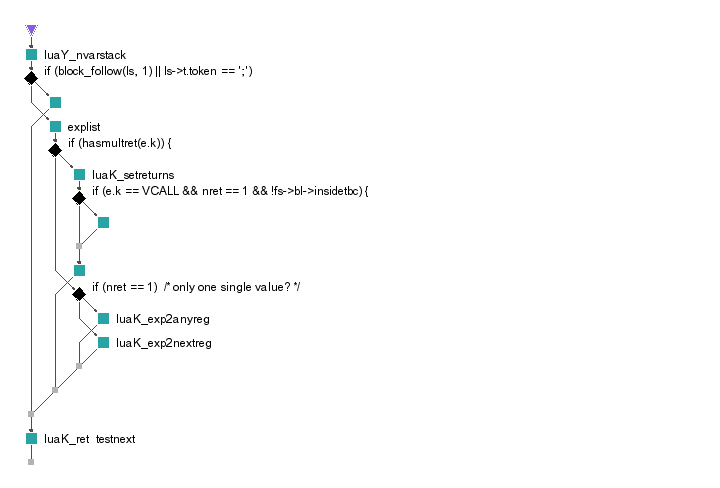 luaY_nvarstack
if (block_follow(ls, 1) || ls->t.token == ';')
explist
if (hasmultret(e.k)) {
luaK_setreturns
if (e.k == VCALL && nret == 1 && !fs->bl->insidetbc) {
if (nret == 1)  /* only one single value? */
luaK_exp2anyreg
luaK_exp2nextreg
luaK_ret  testnext